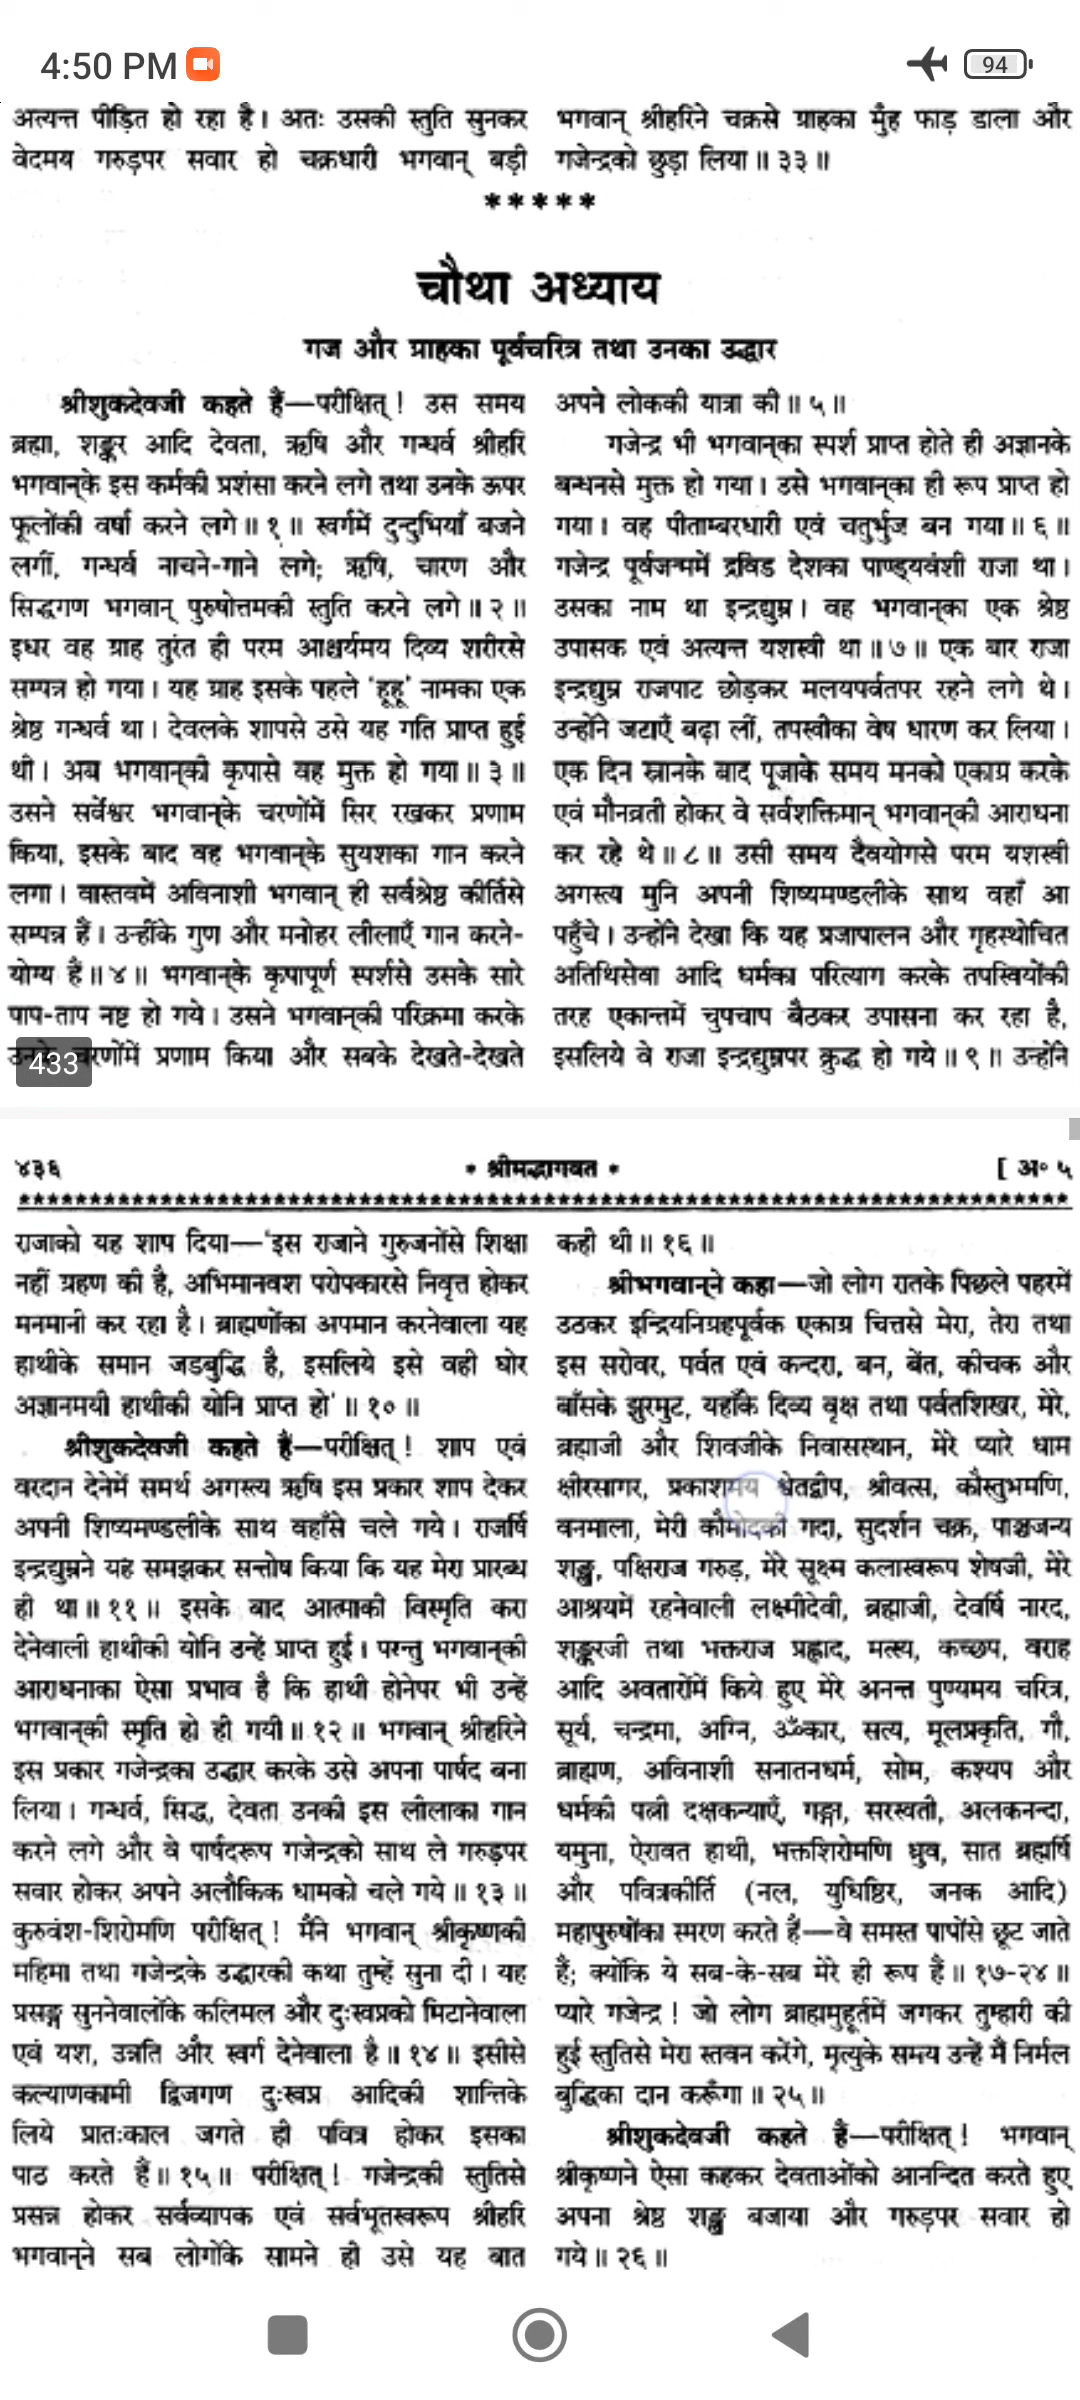 4:50 PM
94
अत्यन्त पीड़ित हो रहा है। अतः उसकी स्तुति सुनकर
वेदमय गरुड़पर सवार हो चक्रधारी भगवान् बड़ी
भगवान् श्रीहरिने चक्रसे ग्राहका मुँह फाड़ डाला और
गजेन्द्रको छुड़ा लिया॥ ३३॥
*****
चौथा अध्याय
गज और ग्राहका पूर्वचरित्र तथा उनका उद्धार
श्रीशुकदेवजी कहते हैं—परीक्षित्! उस समय
ब्रह्मा, शङ्कर आदि देवता, ऋषि और गन्धर्व श्रीहरि
भगवान्‌के इस कर्मकी प्रशंसा करने लगे तथा उनके ऊपर
फूलोंकी वर्षा करने लगे॥ १॥ स्वर्गमें दुन्दुभियाँ बजने
लगीं, गन्धर्व नाचने-गाने लगे; ऋषि, चारण और
सिद्धगण भगवान् पुरुषोत्तमकी स्तुति करने लगे॥ २॥
इधर वह ग्राह तुरंत ही परम आश्चर्यमय दिव्य शरीरसे
सम्पन्न हो गया। यह ग्राह इसके पहले 'हूहू' नामका एक
श्रेष्ठ गन्धर्व था। देवलके शापसे उसे यह गति प्राप्त हुई
थी। अब भगवान्‌की कृपासे वह मुक्त हो गया॥ ३॥
उसने सर्वेश्वर भगवान्‌के चरणोंमें सिर रखकर प्रणाम
किया, इसके बाद वह भगवान्‌के सुयशका गान करने
लगा। वास्तवमें अविनाशी भगवान् ही सर्वश्रेष्ठ कीर्तिसे
सम्पन्न हैं। उन्हींके गुण और मनोहर लीलाएँ गान करने-
योग्य हैं॥ ४॥ भगवान्‌के कृपापूर्ण स्पर्शसे उसके सारे
पाप-ताप नष्ट हो गये। उसने भगवान्‌की परिक्रमा करके
उनके चरणोंमें प्रणाम किया और सबके देखते-देखते
433
अपने लोककी यात्रा की॥ ५॥
गजेन्द्र भी भगवान्‌का स्पर्श प्राप्त होते ही अज्ञानके
बन्धनसे मुक्त हो गया। उसे भगवान्‌का ही रूप प्राप्त हो
गया। वह पीताम्बरधारी एवं चतुर्भुज बन गया॥ ६॥
गजेन्द्र पूर्वजन्ममें द्रविड देशका पाण्ड्यवंशी राजा था।
उसका नाम था इन्द्रद्युम्न। वह भगवान्‌का एक श्रेष्ठ
उपासक एवं अत्यन्त यशस्वी था॥ ७॥ एक बार राजा
इन्द्रद्युम्न राजपाट छोड़कर मलयपर्वतपर रहने लगे थे।
उन्होंने जटाएँ बढ़ा लीं, तपस्वीका वेष धारण कर लिया।
एक दिन स्नानके बाद पूजाके समय मनको एकाग्र करके
एवं मौनव्रती होकर वे सर्वशक्तिमान् भगवान्‌की आराधना
कर रहे थे॥ ८॥ उसी समय दैवयोगसे परम यशस्वी
अगस्त्य मुनि अपनी शिष्यमण्डलीके साथ वहाँ आ
पहुँचे। उन्होंने देखा कि यह प्रजापालन और गृहस्थोचित
अतिथिसेवा आदि धर्मका परित्याग करके तपस्वियोंकी
तरह एकान्तमें चुपचाप बैठकर उपासना कर रहा है,
इसलिये वे राजा इन्द्रद्युम्नपर क्रुद्ध हो गये॥ ९॥ उन्होंने
४३६
* श्रीमद्भागवत *
[ अ० ५
राजाको यह शाप दिया—'इस राजाने गुरुजनोंसे शिक्षा
नहीं ग्रहण की है, अभिमानवश परोपकारसे निवृत्त होकर
मनमानी कर रहा है। ब्राह्मणोंका अपमान करनेवाला यह
हाथीके समान जडबुद्धि है, इसलिये इसे वही घोर
अज्ञानमयी हाथीकी योनि प्राप्त हो'॥ १०॥
श्रीशुकदेवजी कहते हैं—परीक्षित्! शाप एवं
वरदान देनेमें समर्थ अगस्त्य ऋषि इस प्रकार शाप देकर
अपनी शिष्यमण्डलीके साथ वहाँसे चले गये। राजर्षि
इन्द्रद्युम्नने यह समझकर सन्तोष किया कि यह मेरा प्रारब्ध
ही था॥ ११॥ इसके बाद आत्माकी विस्मृति करा
देनेवाली हाथीकी योनि उन्हें प्राप्त हुई। परन्तु भगवान्‌की
आराधनाका ऐसा प्रभाव है कि हाथी होनेपर भी उन्हें
भगवान्‌की स्मृति हो ही गयी॥ १२॥ भगवान् श्रीहरिने
इस प्रकार गजेन्द्रका उद्धार करके उसे अपना पार्षद बना
लिया। गन्धर्व, सिद्ध, देवता उनकी इस लीलाका गान
करने लगे और वे पार्षदरूप गजेन्द्रको साथ ले गरुड़पर
सवार होकर अपने अलौकिक धामको चले गये॥ १३॥
कुरुवंश-शिरोमणि परीक्षित्! मैंने भगवान् श्रीकृष्णकी
महिमा तथा गजेन्द्रके उद्धारकी कथा तुम्हें सुना दी। यह
प्रसङ्ग सुननेवालोंके कलिमल और दुःस्वप्नको मिटानेवाला
एवं यश, उन्नति और स्वर्ग देनेवाला है॥ १४॥ इसीसे
कल्याणकामी द्विजगण दुःस्वप्न आदिकी शान्तिके
लिये प्रातःकाल जगते ही पवित्र होकर इसका
पाठ करते हैं॥ १५॥ परीक्षित्! गजेन्द्रकी स्तुतिसे
प्रसन्न होकर सर्वव्यापक एवं सर्वभूतस्वरूप श्रीहरि
भगवान्‌ने सब लोगोंके सामने ही उसे यह बात
कही थी॥ १६॥
श्रीभगवान्‌ने कहा—जो लोग रातके पिछले पहरमें
उठकर इन्द्रियनिग्रहपूर्वक एकाग्र चित्तसे मेरा, तेरा तथा
इस सरोवर, पर्वत एवं कन्दरा, बन, बेंत, कीचक और
बाँसके झुरमुट, यहाँके दिव्य वृक्ष तथा पर्वतशिखर, मेरे,
ब्रह्माजी और शिवजीके निवासस्थान, मेरे प्यारे धाम
क्षीरसागर, प्रकाशमय श्वेतद्वीप, श्रीवत्स, कौस्तुभमणि,
वनमाला, मेरी कौमोदकी गदा, सुदर्शन चक्र, पाञ्चजन्य
शङ्ख, पक्षिराज गरुड़, मेरे सूक्ष्म कलास्वरूप शेषजी, मेरे
आश्रयमें रहनेवाली लक्ष्मीदेवी, ब्रह्माजी, देवर्षि नारद,
शङ्करजी तथा भक्तराज प्रह्लाद, मत्स्य, कच्छप, वराह
आदि अवतारोंमें किये हुए मेरे अनन्त पुण्यमय चरित्र,
सूर्य, चन्द्रमा, अग्नि, ॐकार, सत्य, मूलप्रकृति, गौ,
ब्राह्मण, अविनाशी सनातनधर्म, सोम, कश्यप और
धर्मकी पत्नी दक्षकन्याएँ, गङ्गा, सरस्वती, अलकनन्दा,
यमुना, ऐरावत हाथी, भक्तशिरोमणि ध्रुव, सात ब्रह्मर्षि
और पवित्रकीर्ति (नल, युधिष्ठिर, जनक आदि)
महापुरुषोंका स्मरण करते हैं—वे समस्त पापोंसे छूट जाते
हैं; क्योंकि ये सब-के-सब मेरे ही रूप हैं॥ १७-२४॥
प्यारे गजेन्द्र! जो लोग ब्राह्ममुहूर्तमें जगकर तुम्हारी की
हुई स्तुतिसे मेरा स्तवन करेंगे, मृत्युके समय उन्हें मैं निर्मल
बुद्धिका दान करूँगा॥ २५॥
श्रीशुकदेवजी कहते हैं—परीक्षित्! भगवान्
श्रीकृष्णने ऐसा कहकर देवताओंको आनन्दित करते हुए
अपना श्रेष्ठ शङ्ख बजाया और गरुड़पर सवार हो
गये॥ २६॥